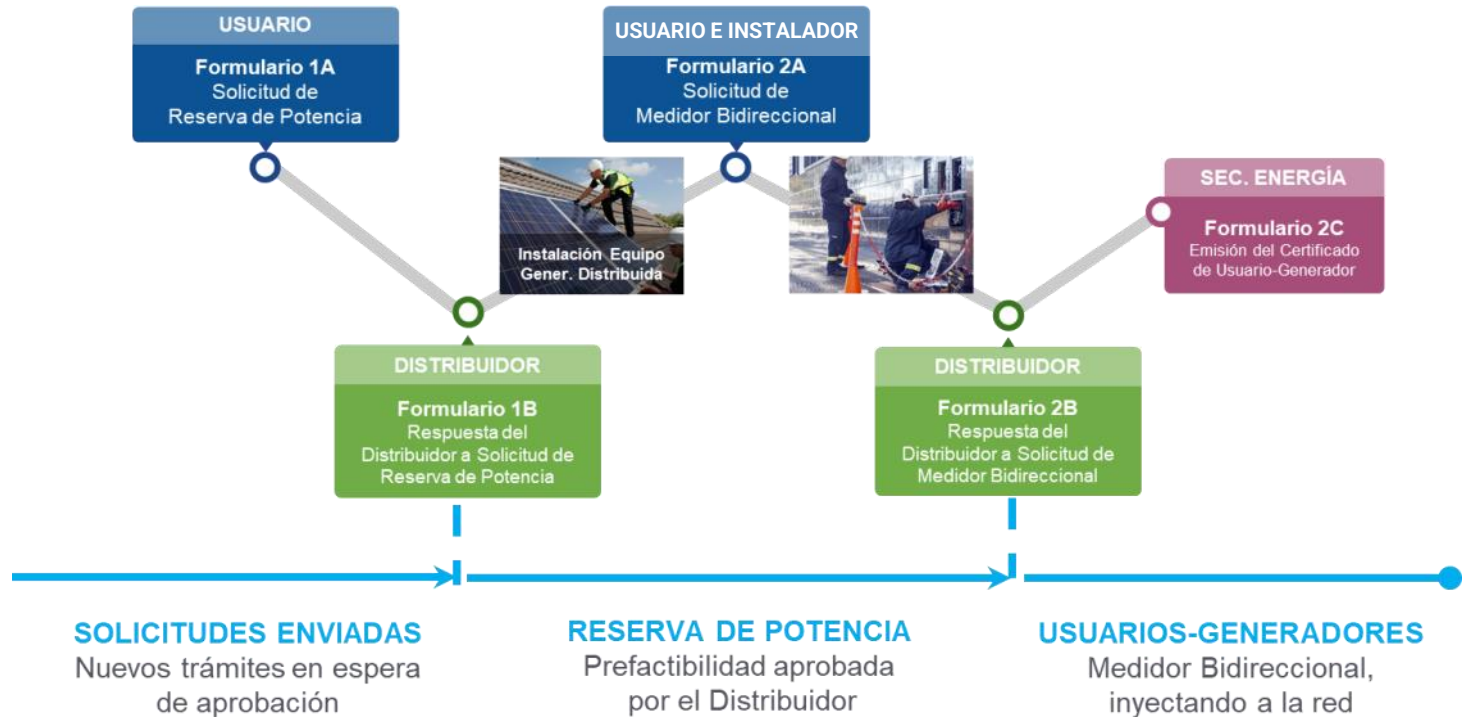 USUARIO
Formulario 1A
Solicitud de
Reserva de Potencia
USUARIO E INSTALADOR
Formulario 2A
Solicitud de
Medidor Bidireccional
Instalación Equipo
Gener. Distribuida
SEC. ENERGÍA
Formulario 2C
Emisión del Certificado
de Usuario-Generador
DISTRIBUIDOR
Formulario 1B
Respuesta del
Distribuidor a Solicitud de
Reserva de Potencia
DISTRIBUIDOR
Formulario 2B
Respuesta del
Distribuidor a Solicitud de
Medidor Bidireccional
SOLICITUDES ENVIADAS
Nuevos trámites en espera
de aprobación
RESERVA DE POTENCIA
Prefactibilidad aprobada
por el Distribuidor
USUARIOS-GENERADORES
Medidor Bidireccional,
inyectando a la red